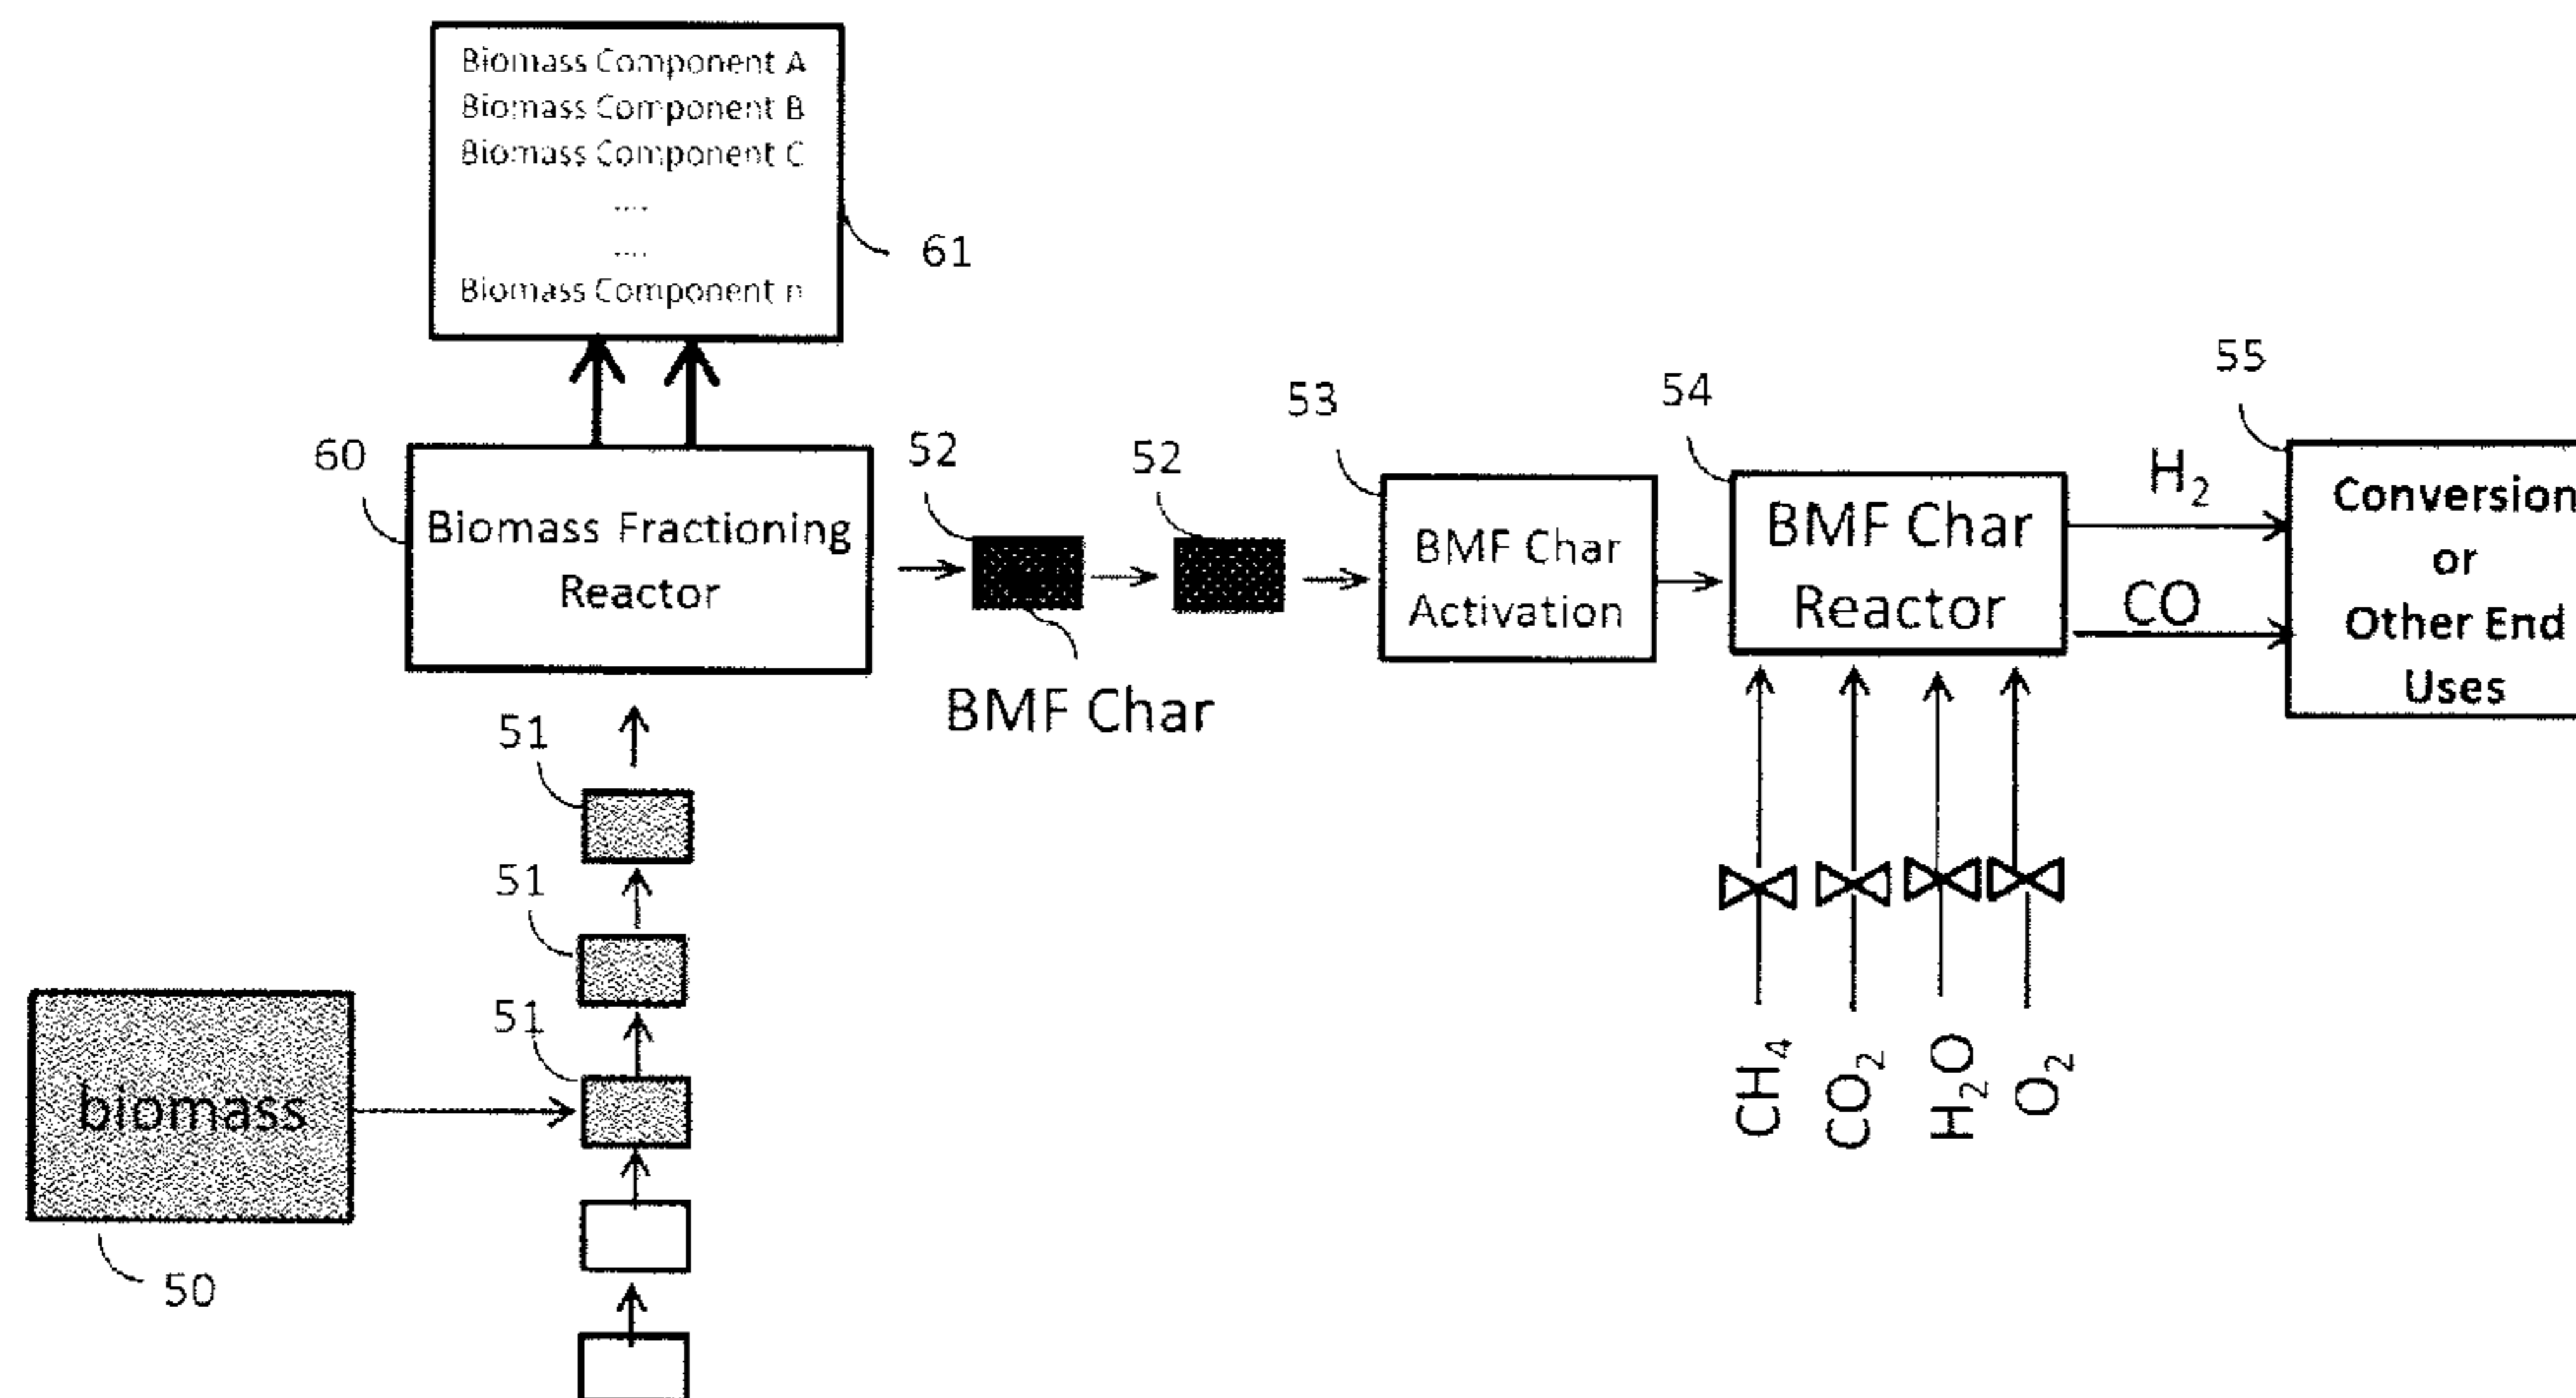 Biomass Component A
Biomass Component B
Biomass Component C
....
....
Biomass Component n
61
60
Biomass Fractioning
Reactor
52
52
BMF Char
53
BMF Char
Activation
54
BMF Char
Reactor
H₂
CO
55
Conversion
or
Other End
Uses
51
51
51
biomass
50
CH₄
CO₂
H₂O
O₂